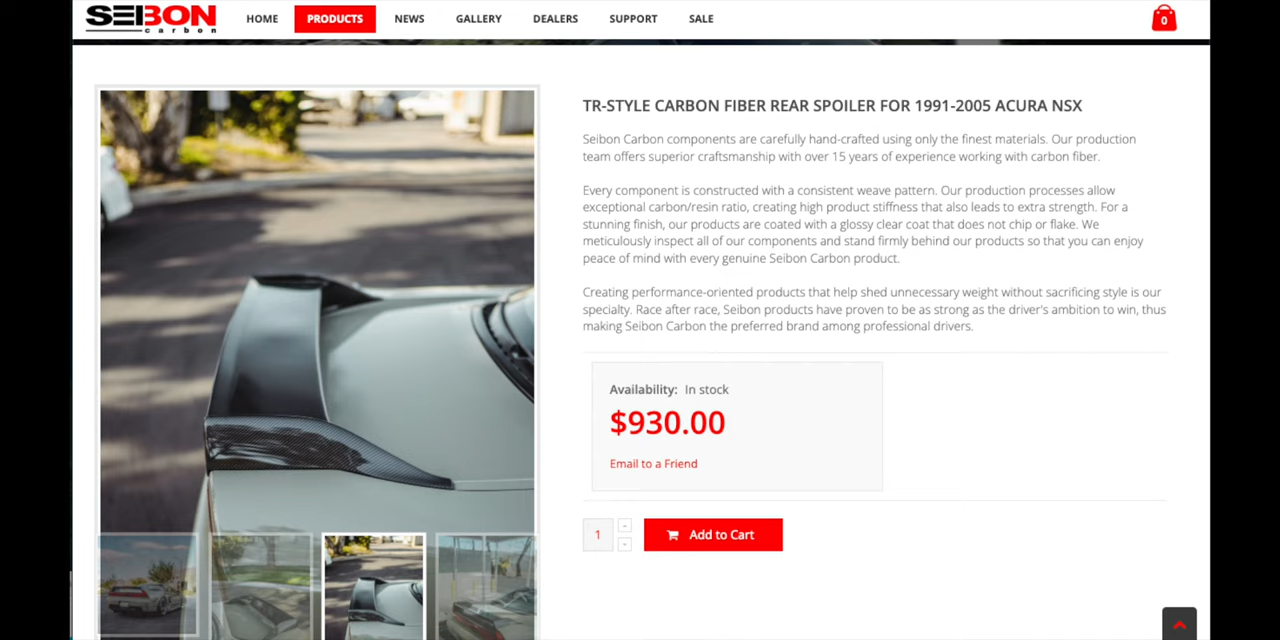 SEIBON
carbon
HOME
PRODUCTS
NEWS
GALLERY
DEALERS
SUPPORT
SALE
0
TR-STYLE CARBON FIBER REAR SPOILER FOR 1991-2005 ACURA NSX
Seibon Carbon components are carefully hand-crafted using only the finest materials. Our production
team offers superior craftsmanship with over 15 years of experience working with carbon fiber.
Every component is constructed with a consistent weave pattern. Our production processes allow
exceptional carbon/resin ratio, creating high product stiffness that also leads to extra strength. For a
stunning finish, our products are coated with a glossy clear coat that does not chip or flake. We
meticulously inspect all of our components and stand firmly behind our products so that you can enjoy
peace of mind with every genuine Seibon Carbon product.
Creating performance-oriented products that help shed unnecessary weight without sacrificing style is our
specialty. Race after race, Seibon products have proven to be as strong as the driver's ambition to win, thus
making Seibon Carbon the preferred brand among professional drivers.
Availability: In stock
$930.00
Email to a Friend
1
Add to Cart